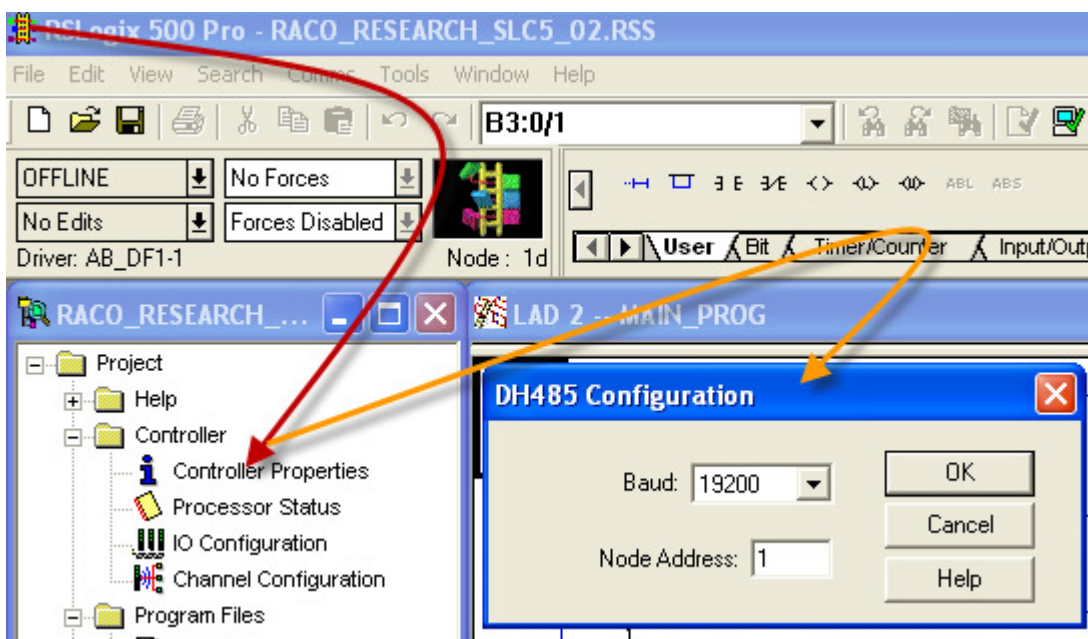 RSLogix 500 Pro - RACO_RESEARCH_SLC5_02.RSS
File Edit View Search Comms Tools Window Help
B3:0/1
OFFLINE No Forces
No Edits Forces Disabled
Driver: AB_DF1-1 Node : 1d
ABL ABS
User Bit Timer/Counter Input/Outp
RACO_RESEARCH_...
LAD 2 -- MAIN_PROG
Project
Help
Controller
Controller Properties
Processor Status
IO Configuration
Channel Configuration
Program Files
DH485 Configuration
Baud: 19200
Node Address: 1
OK
Cancel
Help